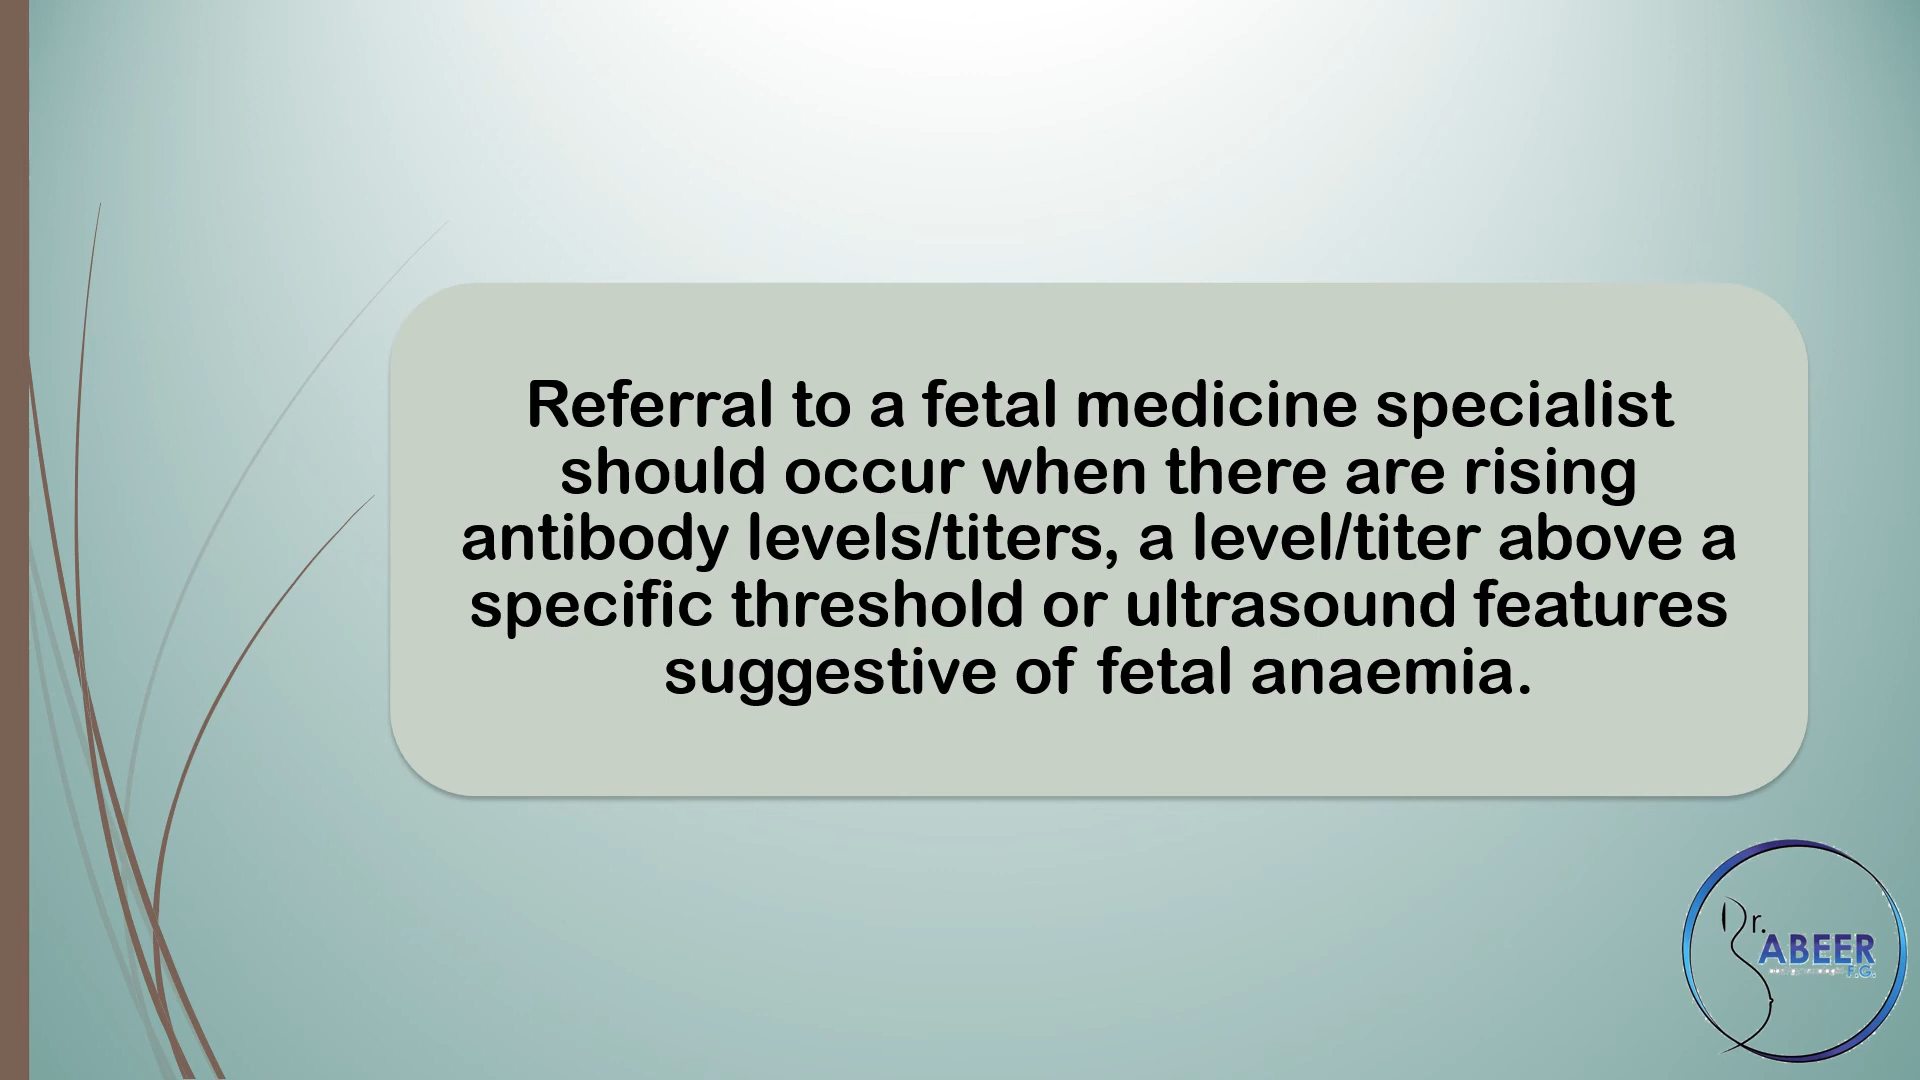 Referral to a fetal medicine specialist
should occur when there are rising
antibody levels/titers, a level/titer above a
specific threshold or ultrasound features
suggestive of fetal anaemia.
Dr.
ABEER
F.G.